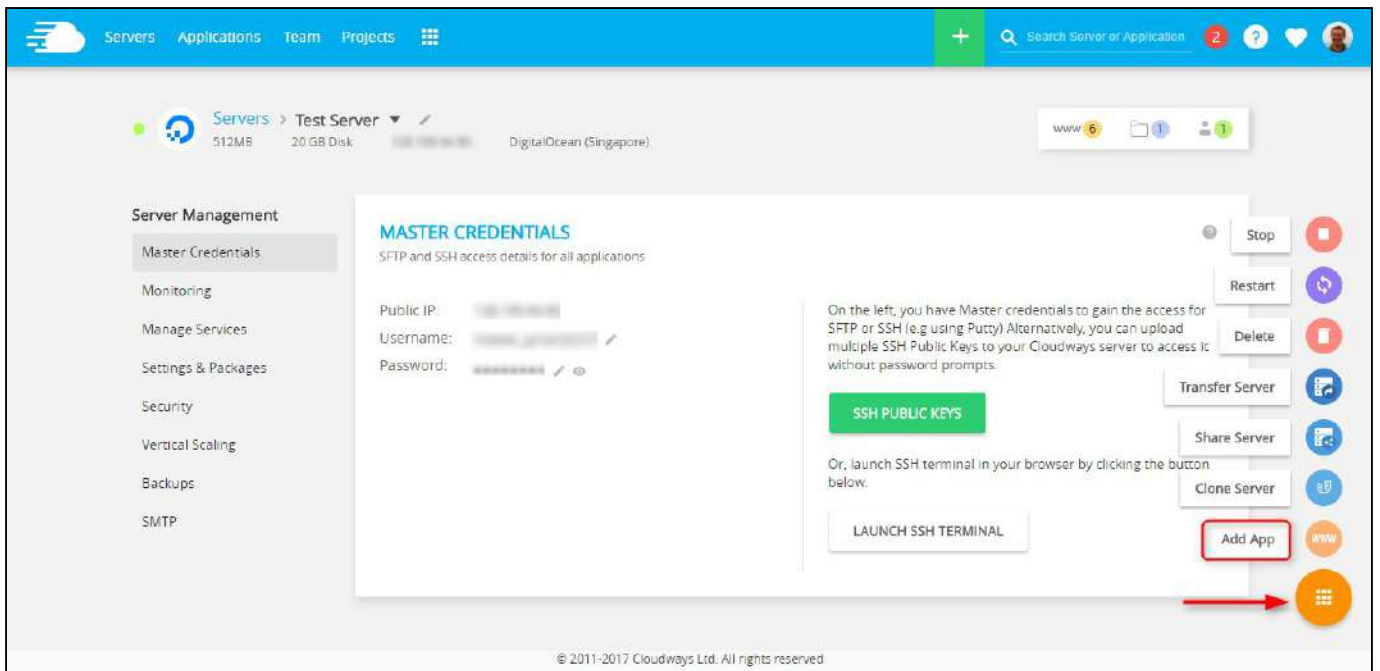 Servers Applications Team Projects
Search Server or Application 2 ?
Servers > Test Server
512MB 20 GB Disk DigitalOcean (Singapore)
www 6 1 1
Server Management
Master Credentials
Monitoring
Manage Services
Settings & Packages
Security
Vertical Scaling
Backups
SMTP
MASTER CREDENTIALS
SFTP and SSH access details for all applications
Public IP:
Username:
Password:
On the left, you have Master credentials to gain the access for
SFTP or SSH (e.g using Putty) Alternatively, you can upload
multiple SSH Public Keys to your Cloudways server to access it
without password prompts.
SSH PUBLIC KEYS
Or, launch SSH terminal in your browser by clicking the button
below.
LAUNCH SSH TERMINAL
Stop
Restart
Delete
Transfer Server
Share Server
Clone Server
Add App
www
© 2011-2017 Cloudways Ltd. All rights reserved